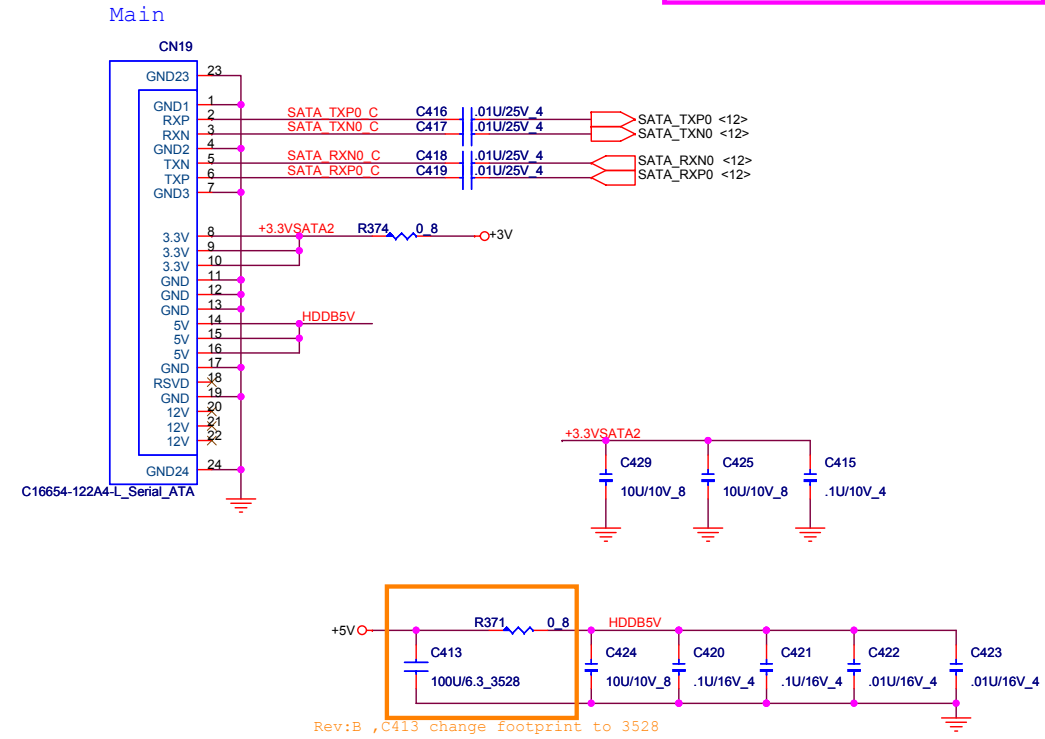 Main
CN19
GND23 23
GND1 1
RXP 2 SATA_TXP0_C C416 .01U/25V_4 SATA_TXP0 <12>
RXN 3 SATA_TXN0_C C417 .01U/25V_4 SATA_TXN0 <12>
GND2 4
TXN 5 SATA_RXN0_C C418 .01U/25V_4 SATA_RXN0 <12>
TXP 6 SATA_RXP0_C C419 .01U/25V_4 SATA_RXP0 <12>
GND3 7
3.3V 8 +3.3VSATA2 R374 0_8 +3V
3.3V 9
3.3V 10
GND 11
GND 12
GND 13
5V 14 HDDB5V
5V 15
5V 16
GND 17
RSVD 18
GND 19
12V 20
12V 21
12V 22
GND24 24
C16654-122A4-L_Serial_ATA
+3.3VSATA2
C429 C425 C415
10U/10V_8 10U/10V_8 .1U/10V_4
+5V R371 0_8 HDDB5V
C413 C424 C420 C421 C422 C423
100U/6.3_3528 10U/10V_8 .1U/16V_4 .1U/16V_4 .01U/16V_4 .01U/16V_4
Rev:B ,C413 change footprint to 3528